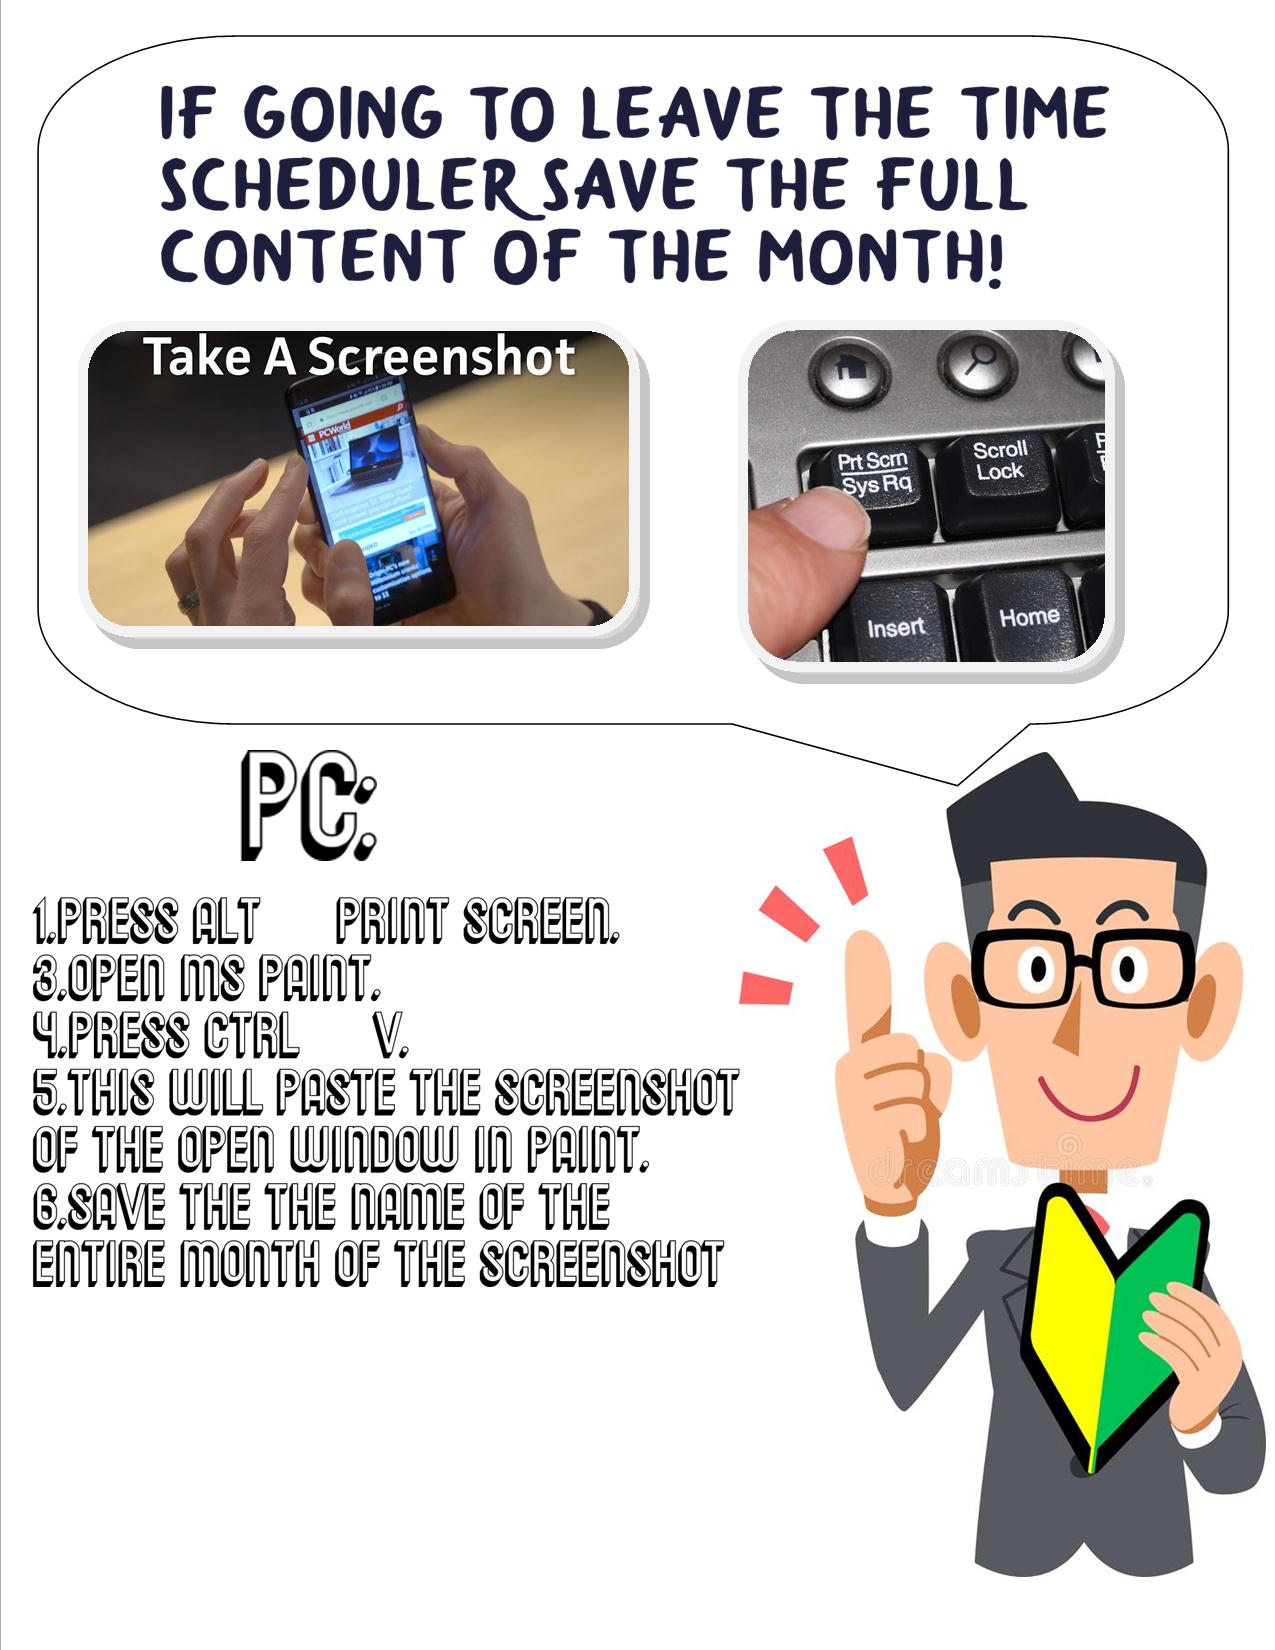 IF GOING TO LEAVE THE TIME
SCHEDULER SAVE THE FULL
CONTENT OF THE MONTH!
Take A Screenshot
PCWorld
Prt Scrn
Sys Rq
Scroll
Lock
Insert
Home
PC:
1.PRESS ALT PRINT SCREEN.
3.OPEN MS PAINT.
4.PRESS CTRL V.
5.THIS WILL PASTE THE SCREENSHOT
OF THE OPEN WINDOW IN PAINT.
6.SAVE THE THE NAME OF THE
ENTIRE MONTH OF THE SCREENSHOT
dreamstime.